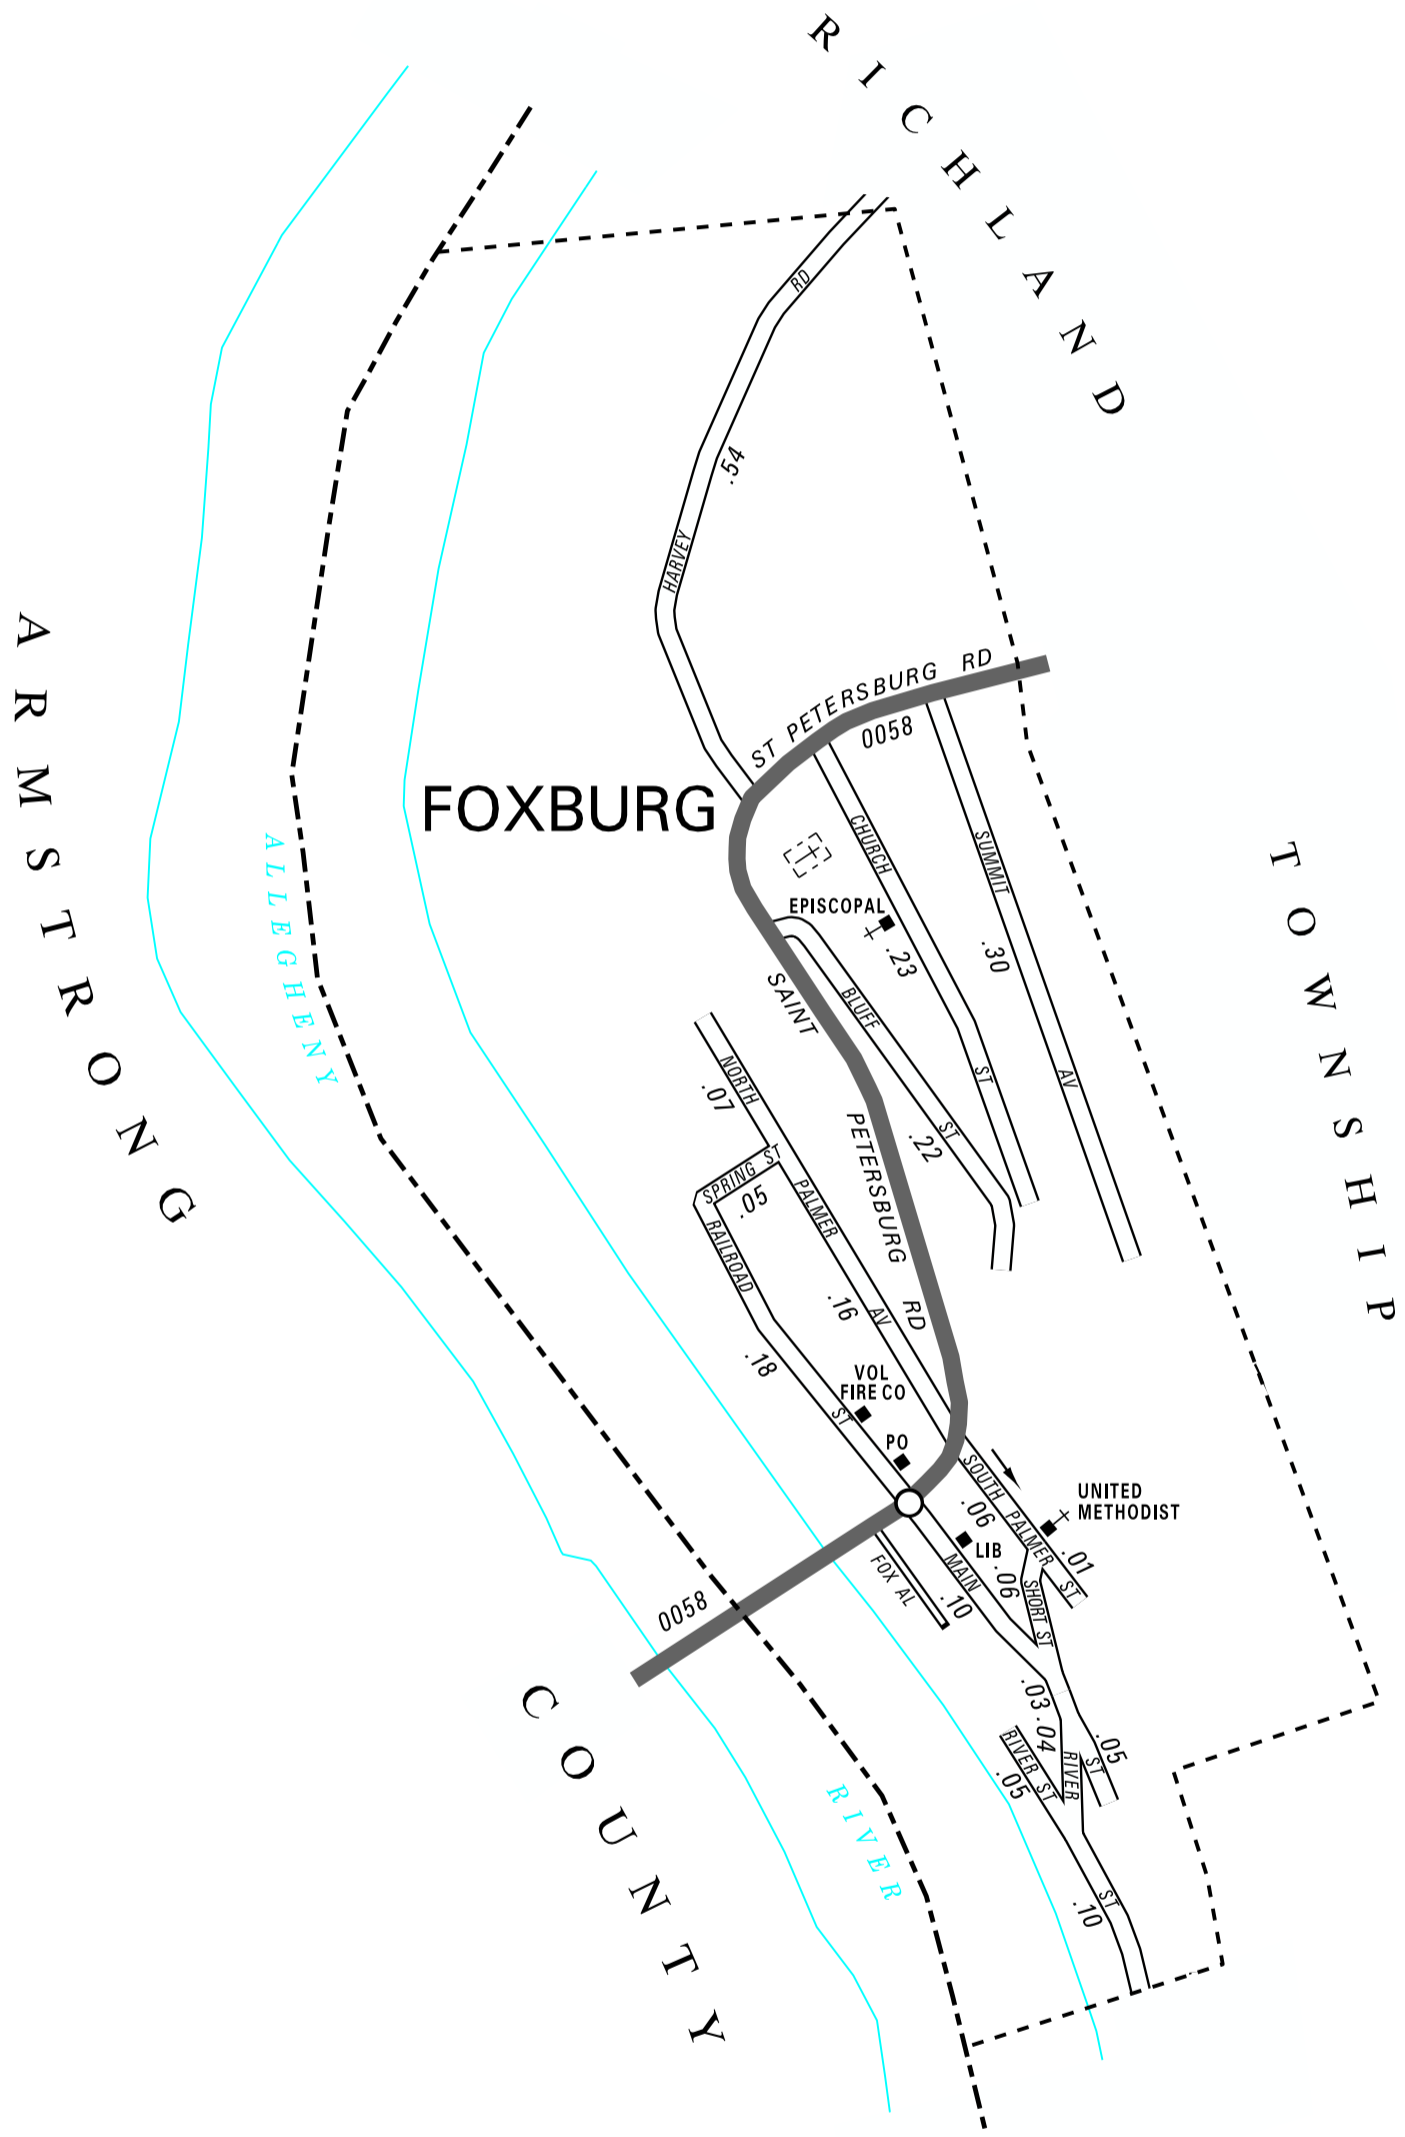 RICHLAND
RD
.54
HARVEY
ARMSTRONG
ST PETERSBURG RD
0058
FOXBURG
ALLEGHENY
CHURCH
SUMMIT
TOWNSHIP
EPISCOPAL
.23
.30
SAINT
BLUFF
NORTH
.07
ST
AV
PETERSBURG
.22
ST
SPRING ST
.05
PALMER
RAILROAD
.16
AV
RD
.18
VOL
FIRE CO
ST
PO
SOUTH PALMER ST
UNITED
METHODIST
.06
LIB
.01
MAIN
.06
FOX AL
.10
SHORT ST
0058
COUNTY
.03
.04
.05
RIVER ST
.05
RIVER
ST
RIVER
ST
.10